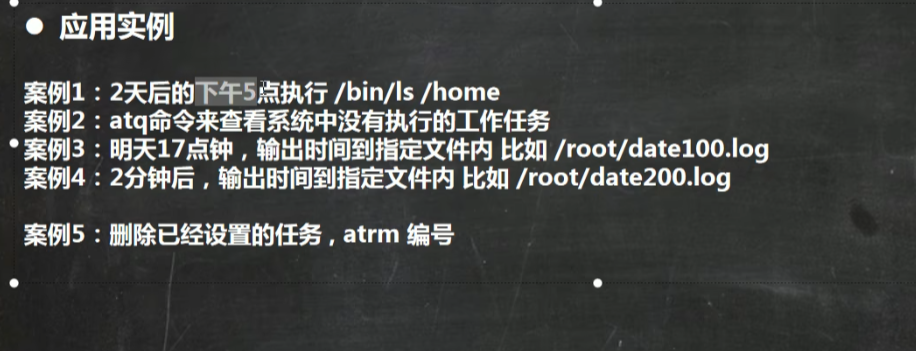 ● 应用实例
案例1：2天后的下午5点执行 /bin/ls /home
案例2：atq命令来查看系统中没有执行的工作任务
案例3：明天17点钟，输出时间到指定文件内 比如 /root/date100.log
案例4：2分钟后，输出时间到指定文件内 比如 /root/date200.log
案例5：删除已经设置的任务 , atrm 编号